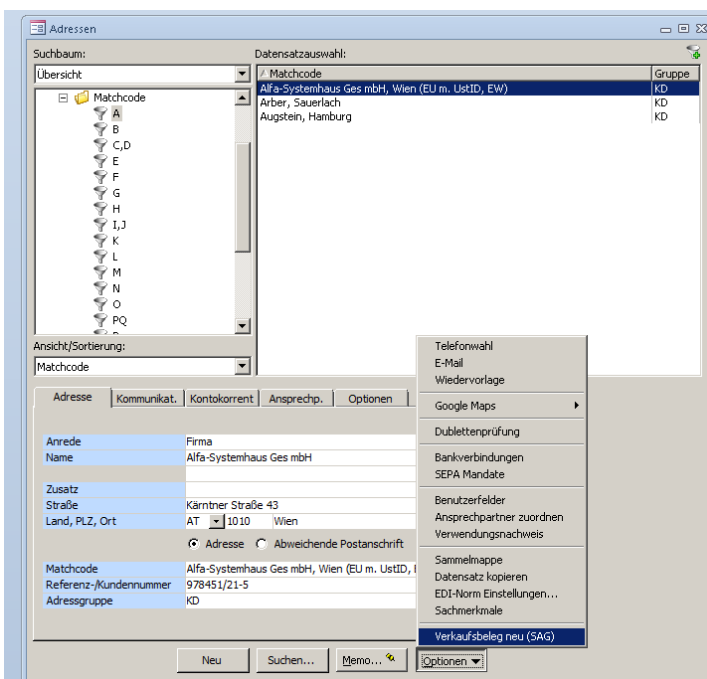 Adressen
Suchbaum:
Datensatzauswahl:
Übersicht
Matchcode
Gruppe
Matchcode
A
B
C,D
E
F
G
H
I,J
K
L
M
N
O
PQ
Alfa-Systemhaus Ges mbH, Wien (EU m. UstID, EW)
KD
Arber, Sauerlach
KD
Augstein, Hamburg
KD
Ansicht/Sortierung:
Matchcode
Adresse
Kommunikat.
Kontokorrent
Ansprechp.
Optionen
Anrede
Firma
Name
Alfa-Systemhaus Ges mbH
Zusatz
Straße
Kärntner Straße 43
Land, PLZ, Ort
AT
1010
Wien
Adresse
Abweichende Postanschrift
Matchcode
Alfa-Systemhaus Ges mbH, Wien (EU m. UstID,
Referenz-/Kundennummer
978451/21-5
Adressgruppe
KD
Telefonwahl
E-Mail
Wiedervorlage
Google Maps
Dublettenprüfung
Bankverbindungen
SEPA Mandate
Benutzerfelder
Ansprechpartner zuordnen
Verwendungsnachweis
Sammelmappe
Datensatz kopieren
EDI-Norm Einstellungen...
Sachmerkmale
Verkaufsbeleg neu (SAG)
Neu
Suchen...
Memo...
Optionen